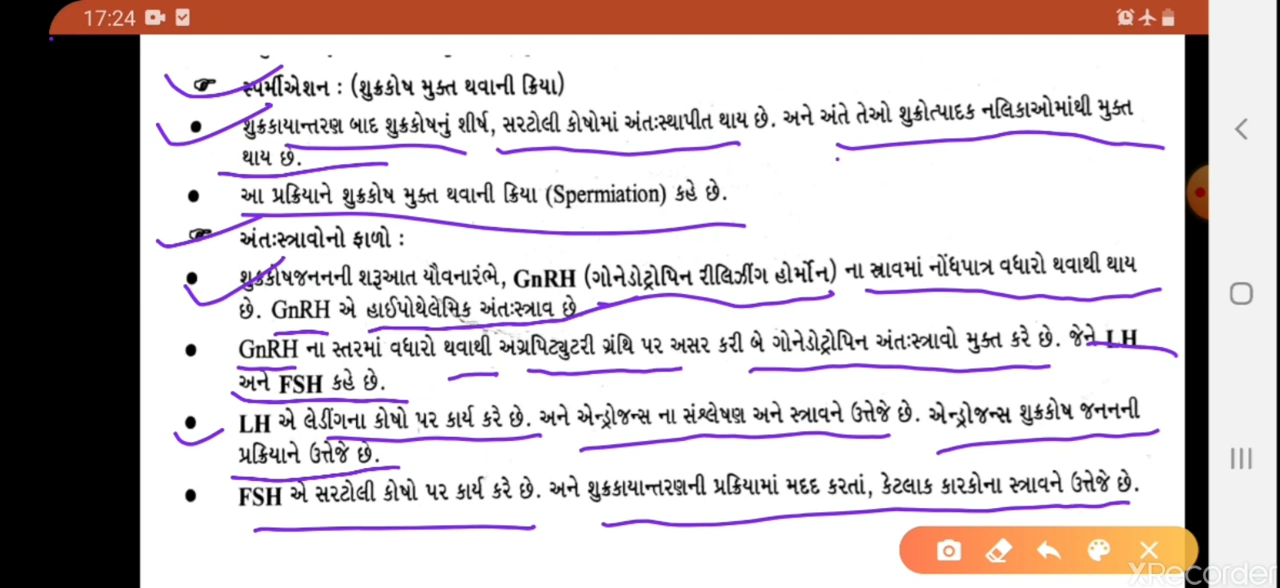 17:24
સ્પર્મીએશન : (શુક્રકોષ મુક્ત થવાની ક્રિયા)
• શુક્રકાયાન્તરણ બાદ શુક્રકોષનું શીર્ષ, સરટોલી કોષોમાં અંતઃસ્થાપીત થાય છે. અને અંતે તેઓ શુક્રોત્પાદક નલિકાઓમાંથી મુક્ત
થાય છે.
• આ પ્રક્રિયાને શુક્રકોષ મુક્ત થવાની ક્રિયા (Spermiation) કહે છે.
અંતઃસ્ત્રાવોનો ફાળો :
• શુક્રકોષજનનની શરૂઆત યૌવનારંભે, GnRH (ગોનેડોટ્રોપિન રીલિઝીંગ હોર્મોન) ના સ્રાવમાં નોંધપાત્ર વધારો થવાથી થાય
છે. GnRH એ હાઈપોથેલેમિક અંતઃસ્ત્રાવ છે
• GnRH ના સ્તરમાં વધારો થવાથી અગ્રપિટ્યુટરી ગ્રંથિ પર અસર કરી બે ગોનેડોટ્રોપિન અંતઃસ્ત્રાવો મુક્ત કરે છે. જેને LH
અને FSH કહે છે.
• LH એ લેડીંગના કોષો પર કાર્ય કરે છે. અને એન્ડ્રોજન્સ ના સંશ્લેષણ અને સ્ત્રાવને ઉત્તેજે છે. એન્ડ્રોજન્સ શુક્રકોષ જનનની
પ્રક્રિયાને ઉત્તેજે છે.
• FSH એ સરટોલી કોષો પર કાર્ય કરે છે. અને શુક્રકાયાન્તરણની પ્રક્રિયામાં મદદ કરતાં, કેટલાક કારકોના સ્ત્રાવને ઉત્તેજે છે.
XRecorder